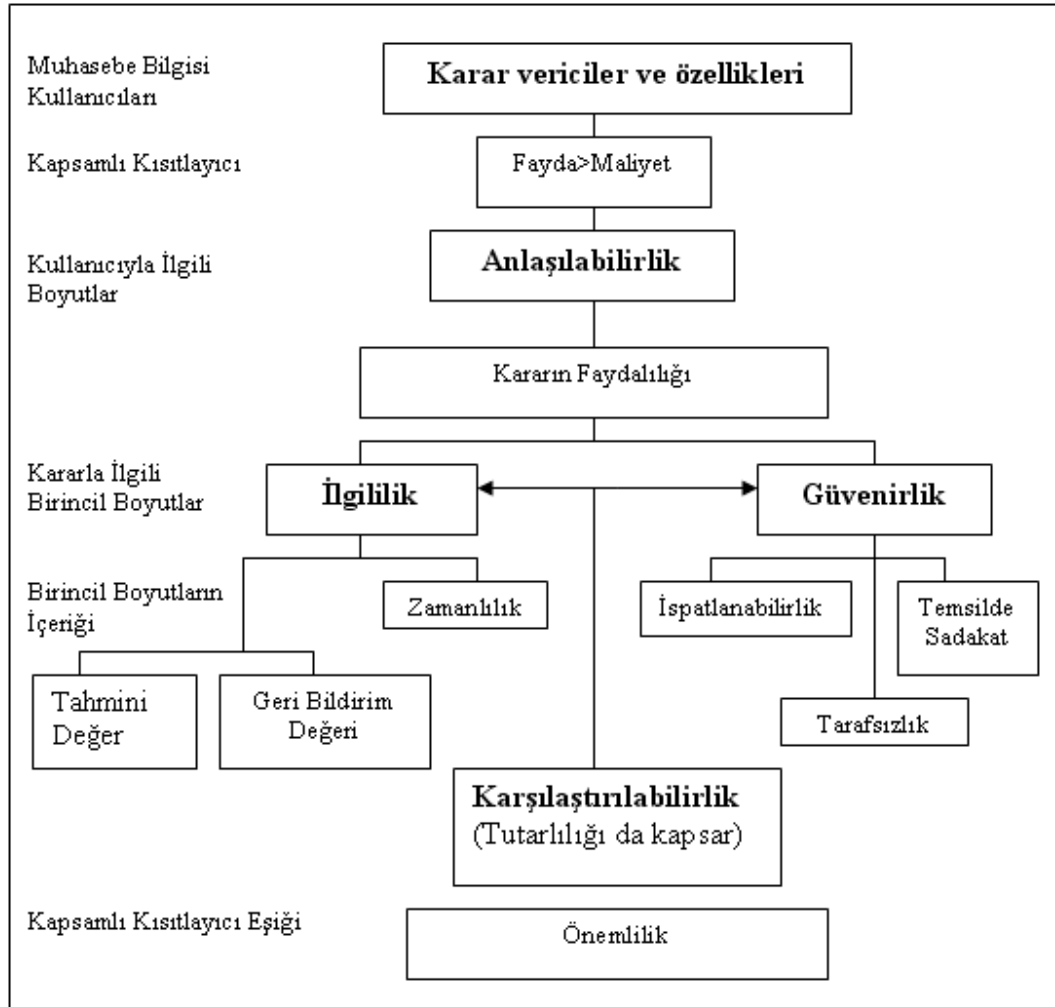 Muhasebe Bilgisi
Kullanıcıları
Karar vericiler ve özellikleri
Kapsamlı Kısıtlayıcı
Fayda>Maliyet
Kullanıcıyla İlgili
Boyutlar
Anlaşılabilirlik
Kararın Faydalılığı
Kararla İlgili
Birincil Boyutlar
İlgililik
Güvenirlik
Birincil Boyutların
İçeriği
Zamanlılık
İspatlanabilirlik
Temsilde
Sadakat
Tahmini
Değer
Geri Bildirim
Değeri
Tarafsızlık
Karşılaştırılabilirlik
(Tutarlılığı da kapsar)
Kapsamlı Kısıtlayıcı Eşiği
Önemlilik